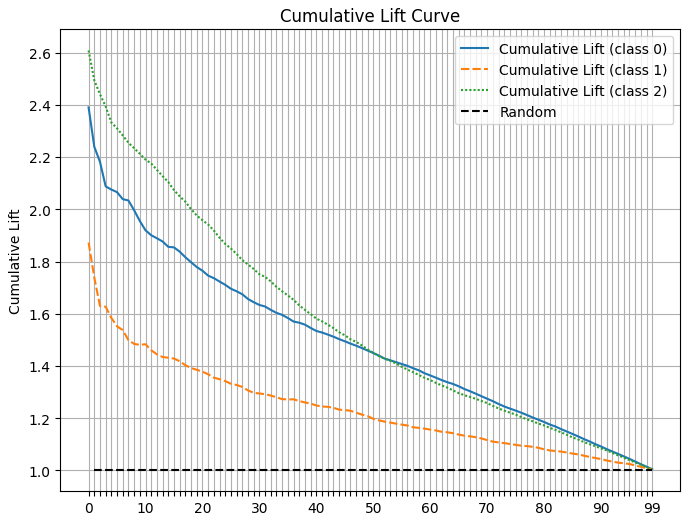 Cumulative Lift Curve
Cumulative Lift (class 0)
Cumulative Lift (class 1)
Cumulative Lift (class 2)
Random
Cumulative Lift
2.6
2.4
2.2
2.0
1.8
1.6
1.4
1.2
1.0
0 10 20 30 40 50 60 70 80 90 99